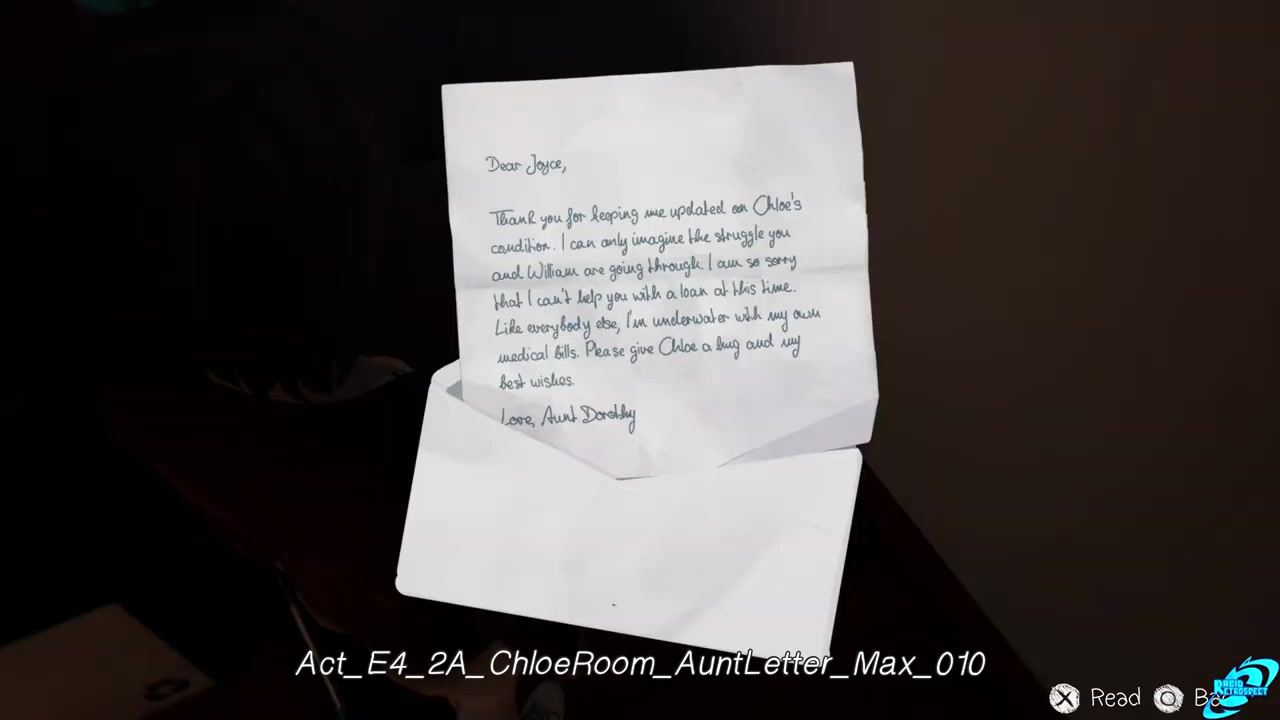 Dear Joyce,
Thank you for keeping me updated on Chloe's
condition. I can only imagine the struggle you
and William are going through. I am so sorry
that I can't help you with a loan at this time.
Like everybody else, I'm underwater with my own
medical bills. Please give Chloe a hug and my
best wishes.
Love, Aunt Dorothy
Act_E4_2A_ChloeRoom_AuntLetter_Max_010
Read Ba
RETROSPECT